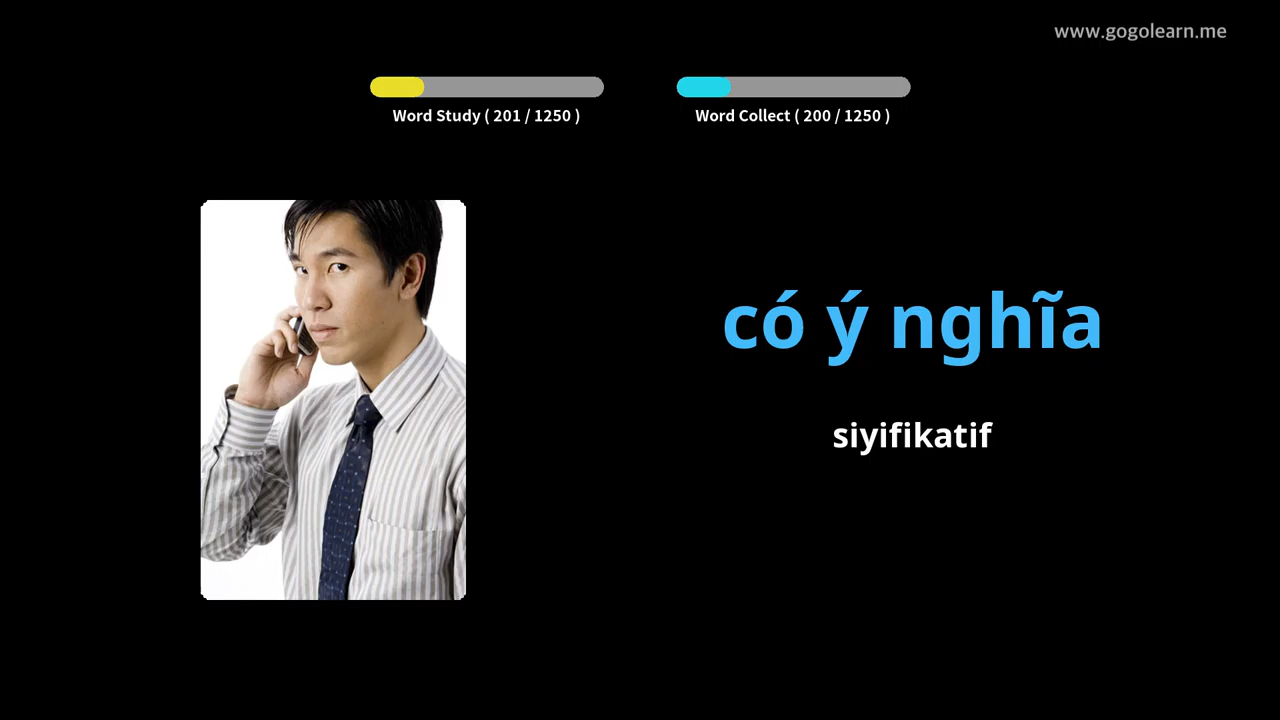 www.gogolearn.me
Word Study ( 201 / 1250 )
Word Collect ( 200 / 1250 )
có ý nghĩa
siyifikatif